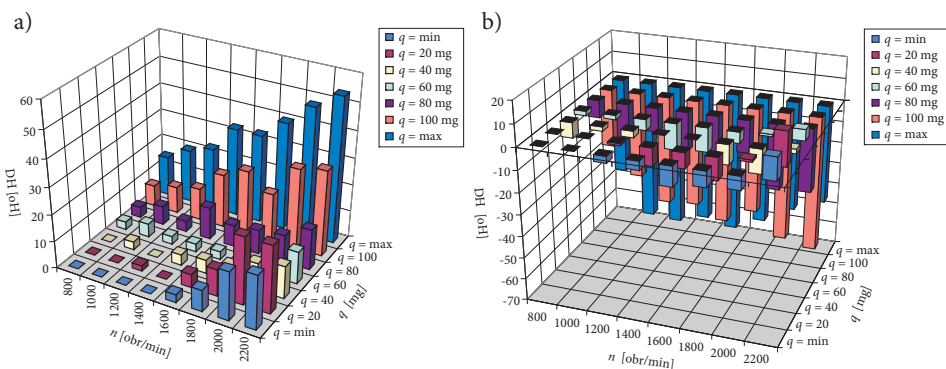 a)
60
50
40
30
20
10
0
DH [oH]
800
1000
1200
1400
1600
1800
2000
2200
n [obr/min]
q = max
q = 100
q = 80
q = 60
q = 40
q = 20
q = min
q [mg]
q = min
q = 20 mg
q = 40 mg
q = 60 mg
q = 80 mg
q = 100 mg
q = max
b)
20
10
0
-10
-20
-30
-40
-50
-60
-70
DH [oH]
800
1000
1200
1400
1600
1800
2000
2200
n [obr/min]
q = max
q = 100
q = 80
q = 60
q = 40
q = 20
q = min
q [mg]
q = min
q = 20 mg
q = 40 mg
q = 60 mg
q = 80 mg
q = 100 mg
q = max